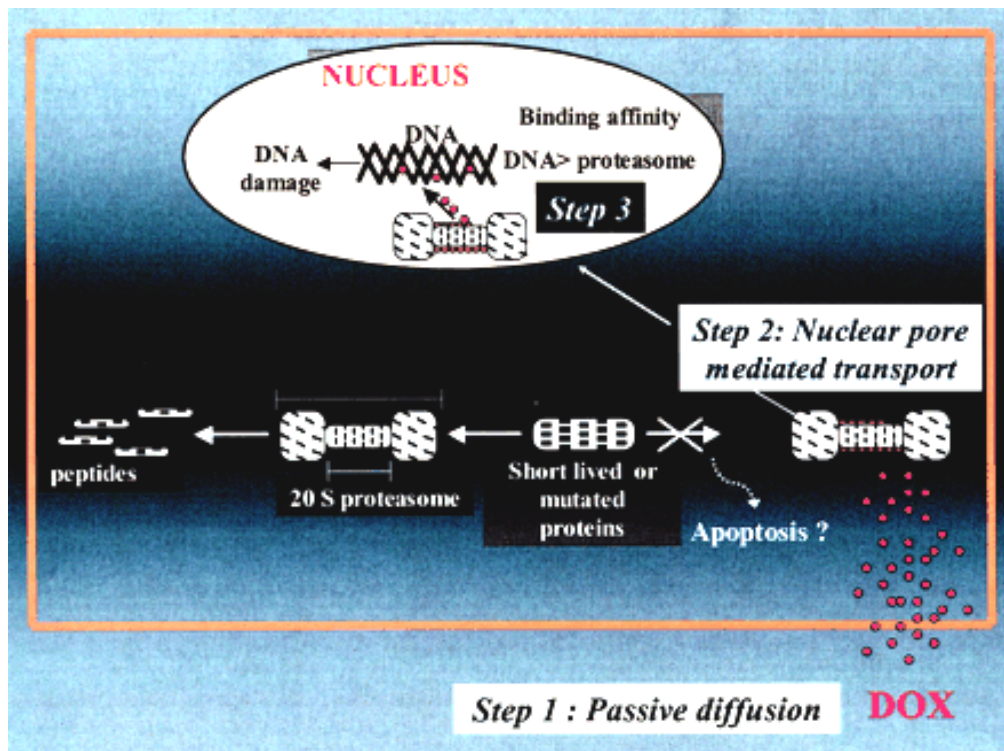 NUCLEUS
DNA
Binding affinity
DNA
damage
DNA> proteasome
Step 3
Step 2: Nuclear pore
mediated transport
peptides
20 S proteasome
Short lived or
mutated
proteins
Apoptosis ?
Step 1 : Passive diffusion
DOX